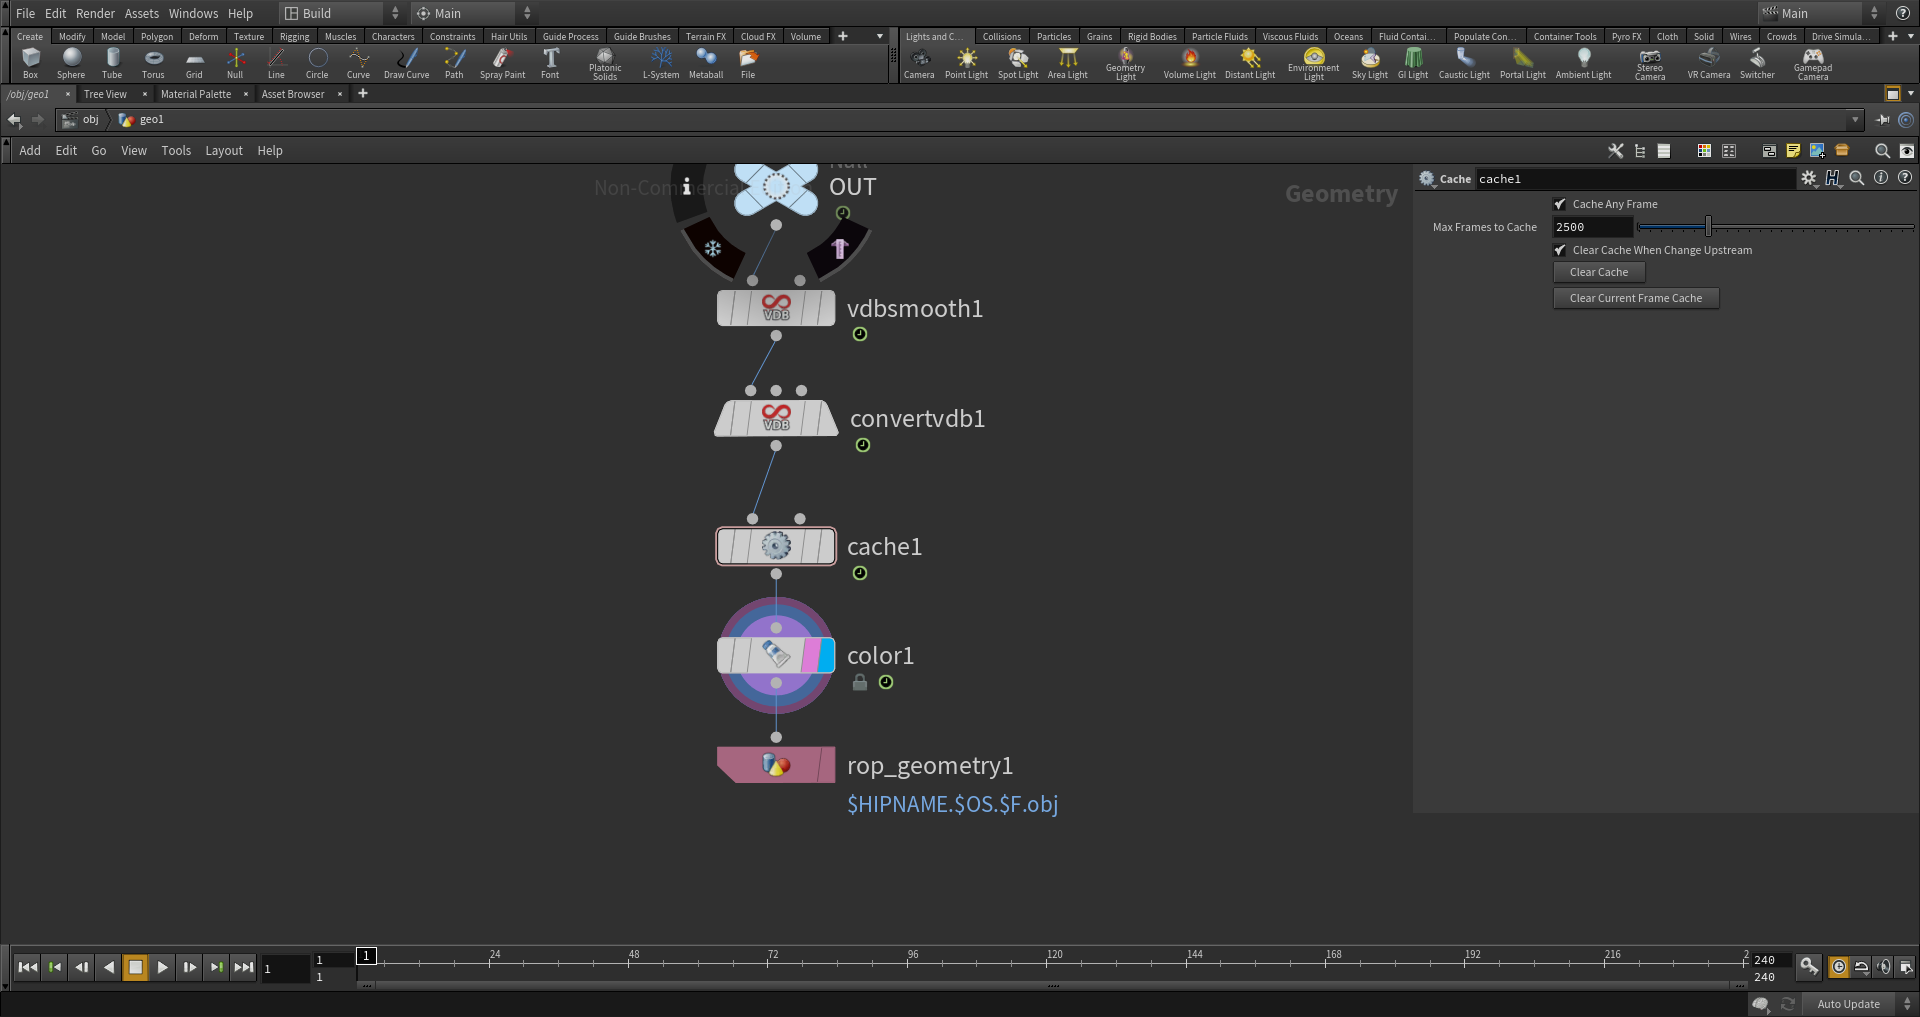 File Edit Render Assets Windows Help Build Main Main
Create Modify Model Polygon Deform Texture Rigging Muscles Characters Constraints Hair Utils Guide Process Guide Brushes Terrain FX Cloud FX Volume
Lights and C... Collisions Particles Grains Rigid Bodies Particle Fluids Viscous Fluids Oceans Fluid Contai... Populate Con... Container Tools Pyro FX Cloth Solid Wires Crowds Drive Simula...
Box Sphere Tube Torus Grid Null Line Circle Curve Draw Curve Path Spray Paint Font Platonic Solids L-System Metaball File
Camera Point Light Spot Light Area Light Geometry Light Volume Light Distant Light Environment Light Sky Light GI Light Caustic Light Portal Light Ambient Light Stereo Camera VR Camera Switcher Gamepad Camera
/obj/geo1 Tree View Material Palette Asset Browser
obj geo1
Add Edit Go View Tools Layout Help
Non-Commercial
Null
OUT
Geometry
vdbsmooth1
VDB
convertvdb1
VDB
cache1
color1
rop_geometry1
$HIPNAME.$OS.$F.obj
Cache cache1
Cache Any Frame
Max Frames to Cache 2500
Clear Cache When Change Upstream
Clear Cache
Clear Current Frame Cache
1 1 1 24 48 72 96 120 144 168 192 216 2 240
1 240
Auto Update